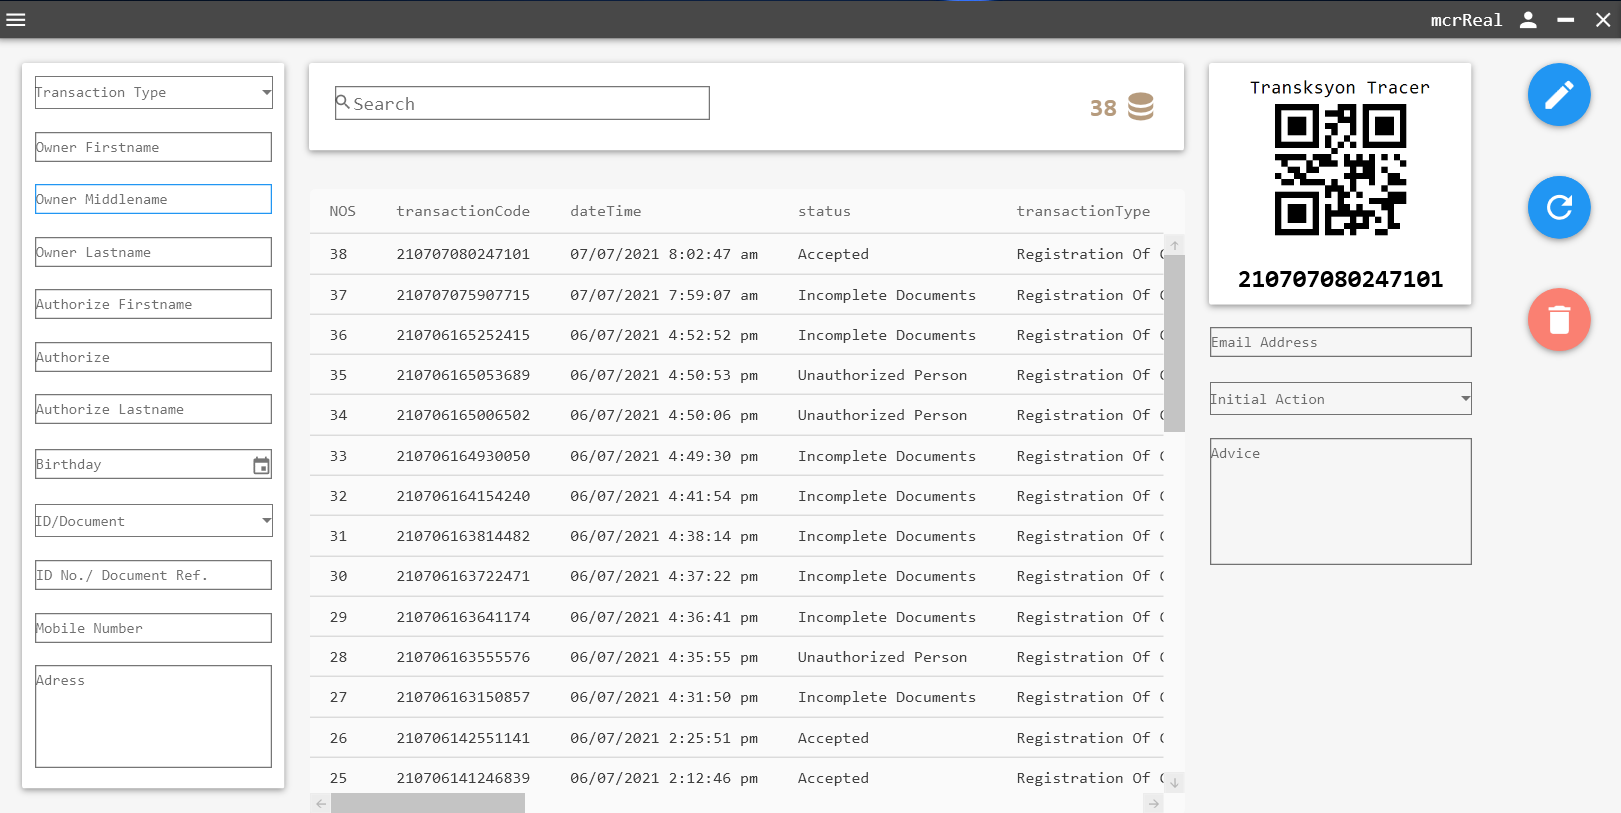 mcrReal
Transaction Type
Owner Firstname
Owner Middlename
Owner Lastname
Authorize Firstname
Authorize
Authorize Lastname
Birthday
ID/Document
ID No./ Document Ref.
Mobile Number
Adress
Search
38
NOS transactionCode dateTime status transactionType
38 210707080247101 07/07/2021 8:02:47 am Accepted Registration Of
37 210707075907715 07/07/2021 7:59:07 am Incomplete Documents Registration Of
36 210706165252415 06/07/2021 4:52:52 pm Incomplete Documents Registration Of
35 210706165053689 06/07/2021 4:50:53 pm Unauthorized Person Registration Of
34 210706165006502 06/07/2021 4:50:06 pm Unauthorized Person Registration Of
33 210706164930050 06/07/2021 4:49:30 pm Incomplete Documents Registration Of
32 210706164154240 06/07/2021 4:41:54 pm Incomplete Documents Registration Of
31 210706163814482 06/07/2021 4:38:14 pm Incomplete Documents Registration Of
30 210706163722471 06/07/2021 4:37:22 pm Incomplete Documents Registration Of
29 210706163641174 06/07/2021 4:36:41 pm Incomplete Documents Registration Of
28 210706163555576 06/07/2021 4:35:55 pm Unauthorized Person Registration Of
27 210706163150857 06/07/2021 4:31:50 pm Incomplete Documents Registration Of
26 210706142551141 06/07/2021 2:25:51 pm Accepted Registration Of
25 210706141246839 06/07/2021 2:12:46 pm Accepted Registration Of
Transksyon Tracer
210707080247101
Email Address
Initial Action
Advice